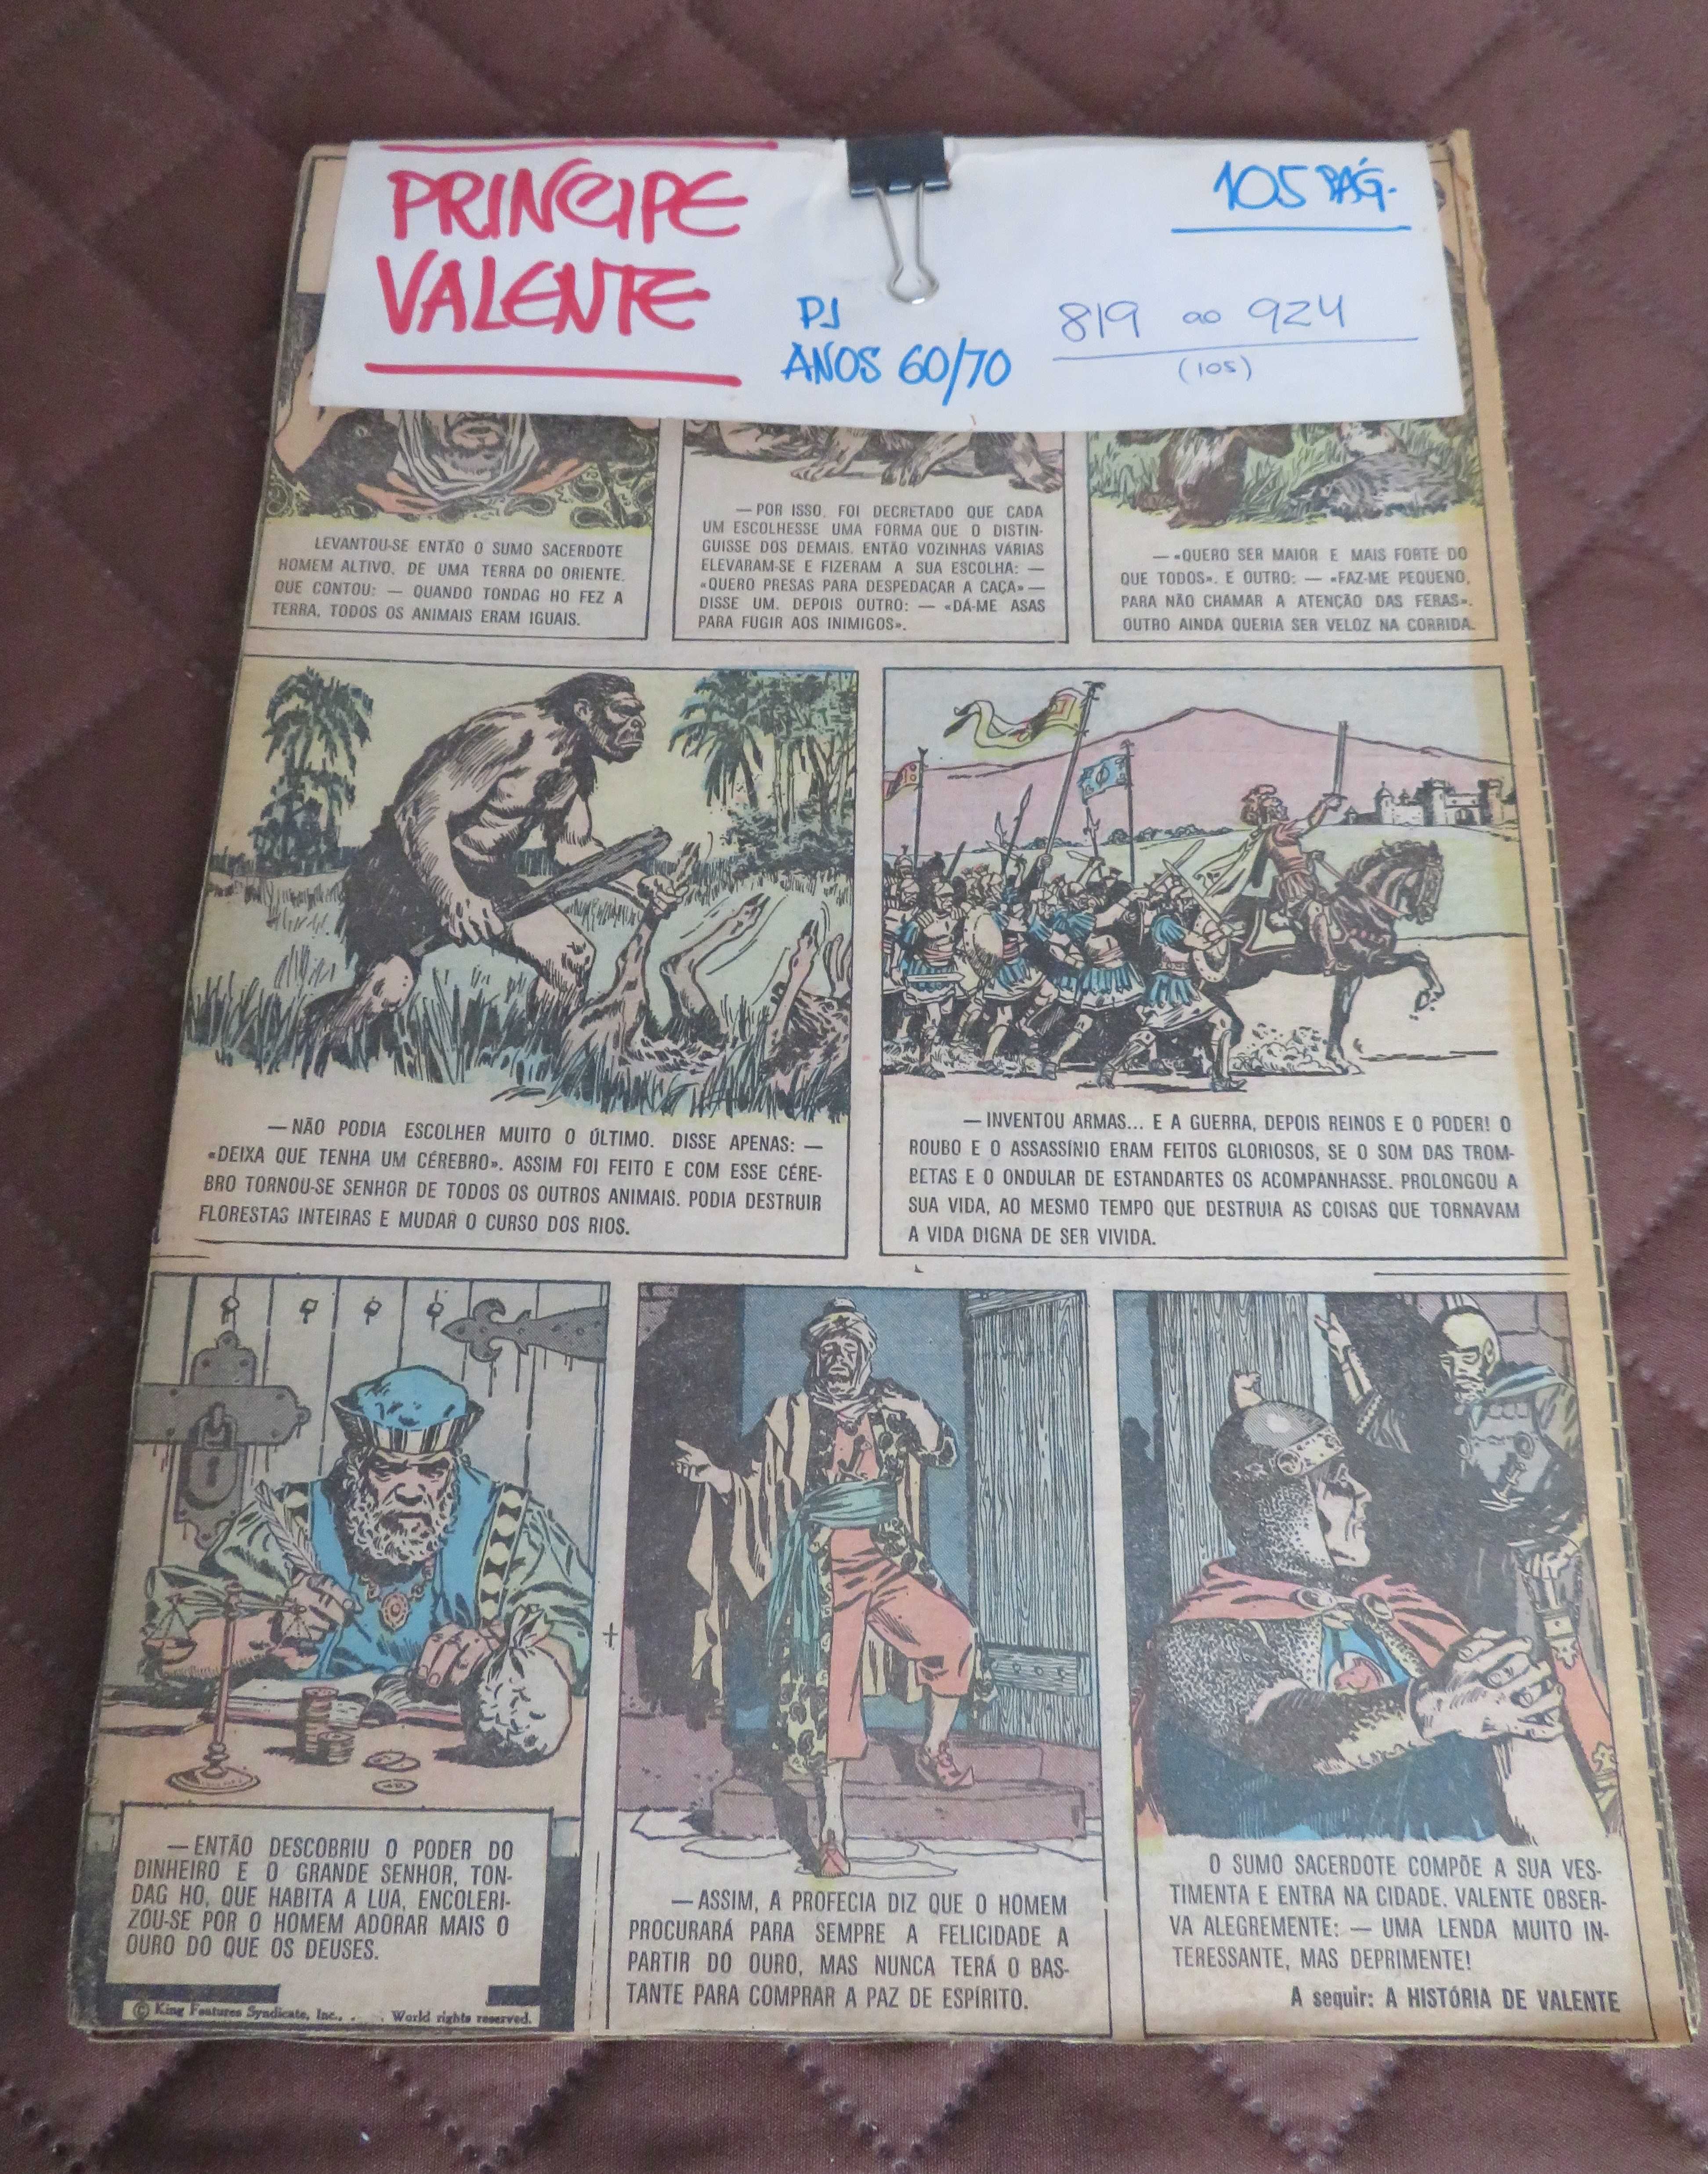 PRINCIPE
VALENTE
PJ
ANOS 60/70
105 PÁG.
819 ao 924
(105)
LEVANTOU-SE ENTÃO O SUMO SACERDOTE
HOMEM ALTIVO, DE UMA TERRA DO ORIENTE,
QUE CONTOU: — QUANDO TONDAG HO FEZ A
TERRA, TODOS OS ANIMAIS ERAM IGUAIS.
— POR ISSO, FOI DECRETADO QUE CADA
UM ESCOLHESSE UMA FORMA QUE O DISTIN-
GUISSE DOS DEMAIS. ENTÃO VOZINHAS VÁRIAS
ELEVARAM-SE E FIZERAM A SUA ESCOLHA: —
«QUERO PRESAS PARA DESPEDAÇAR A CAÇA» —
DISSE UM. DEPOIS OUTRO: — «DÁ-ME ASAS
PARA FUGIR AOS INIMIGOS».
— «QUERO SER MAIOR E MAIS FORTE DO
QUE TODOS». E OUTRO: — «FAZ-ME PEQUENO,
PARA NÃO CHAMAR A ATENÇÃO DAS FERAS».
OUTRO AINDA QUERIA SER VELOZ NA CORRIDA.
— NÃO PODIA ESCOLHER MUITO O ÚLTIMO. DISSE APENAS: —
«DEIXA QUE TENHA UM CÉREBRO». ASSIM FOI FEITO E COM ESSE CÉRE-
BRO TORNOU-SE SENHOR DE TODOS OS OUTROS ANIMAIS. PODIA DESTRUIR
FLORESTAS INTEIRAS E MUDAR O CURSO DOS RIOS.
— INVENTOU ARMAS... E A GUERRA, DEPOIS REINOS E O PODER! O
ROUBO E O ASSASSÍNIO ERAM FEITOS GLORIOSOS, SE O SOM DAS TROM-
BETAS E O ONDULAR DE ESTANDARTES OS ACOMPANHASSE. PROLONGOU A
SUA VIDA, AO MESMO TEMPO QUE DESTRUIA AS COISAS QUE TORNAVAM
A VIDA DIGNA DE SER VIVIDA.
— ENTÃO DESCOBRIU O PODER DO
DINHEIRO E O GRANDE SENHOR, TON-
DAG HO, QUE HABITA A LUA, ENCOLERI-
ZOU-SE POR O HOMEM ADORAR MAIS O
OURO DO QUE OS DEUSES.
© King Features Syndicate, Inc., . . World rights reserved.
— ASSIM, A PROFECIA DIZ QUE O HOMEM
PROCURARÁ PARA SEMPRE A FELICIDADE A
PARTIR DO OURO, MAS NUNCA TERÁ O BAS-
TANTE PARA COMPRAR A PAZ DE ESPÍRITO.
O SUMO SACERDOTE COMPÕE A SUA VES-
TIMENTA E ENTRA NA CIDADE. VALENTE OBSER-
VA ALEGREMENTE: — UMA LENDA MUITO IN-
TERESSANTE, MAS DEPRIMENTE!
A seguir: A HISTÓRIA DE VALENTE